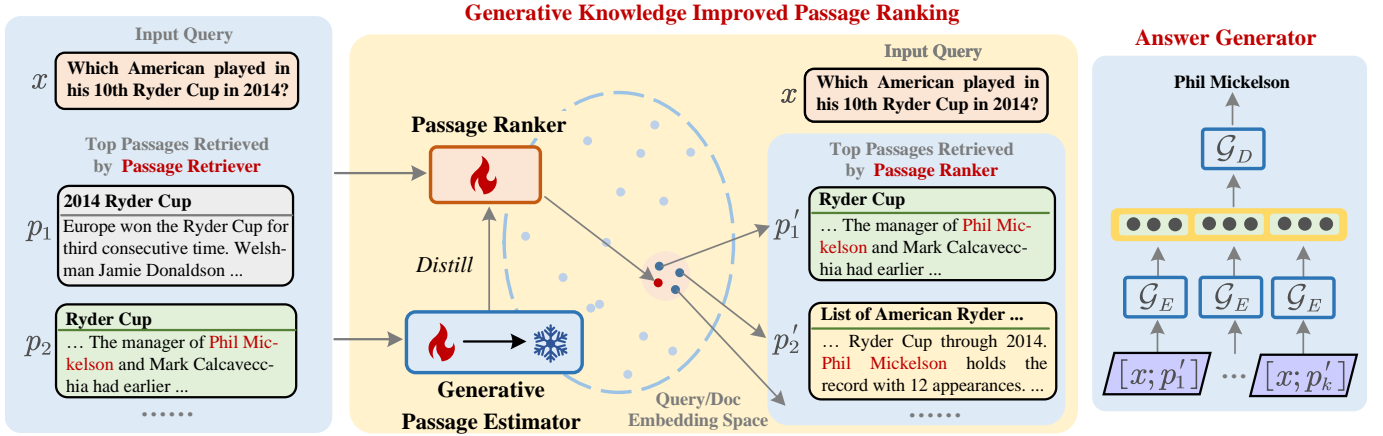 Generative Knowledge Improved Passage Ranking
Input Query
x
Which American played in
his 10th Ryder Cup in 2014?
Top Passages Retrieved
by Passage Retriever
p₁
2014 Ryder Cup
Europe won the Ryder Cup for
third consecutive time. Welsh-
man Jamie Donaldson ...
p₂
Ryder Cup
... The manager of Phil Mic-
kelson and Mark Calcavecc-
hia had earlier ...
......
Passage Ranker
Distill
Generative
Passage Estimator
Query/Doc
Embedding Space
Input Query
x
Which American played in
his 10th Ryder Cup in 2014?
Top Passages Retrieved
by Passage Ranker
p′₁
Ryder Cup
... The manager of Phil Mic-
kelson and Mark Calcavecc-
hia had earlier ...
p′₂
List of American Ryder ...
... Ryder Cup through 2014.
Phil Mickelson holds the
record with 12 appearances. ...
......
Answer Generator
Phil Mickelson
𝒢_D
𝒢_E 𝒢_E 𝒢_E
[x; p′₁] ... [x; p′ₖ]